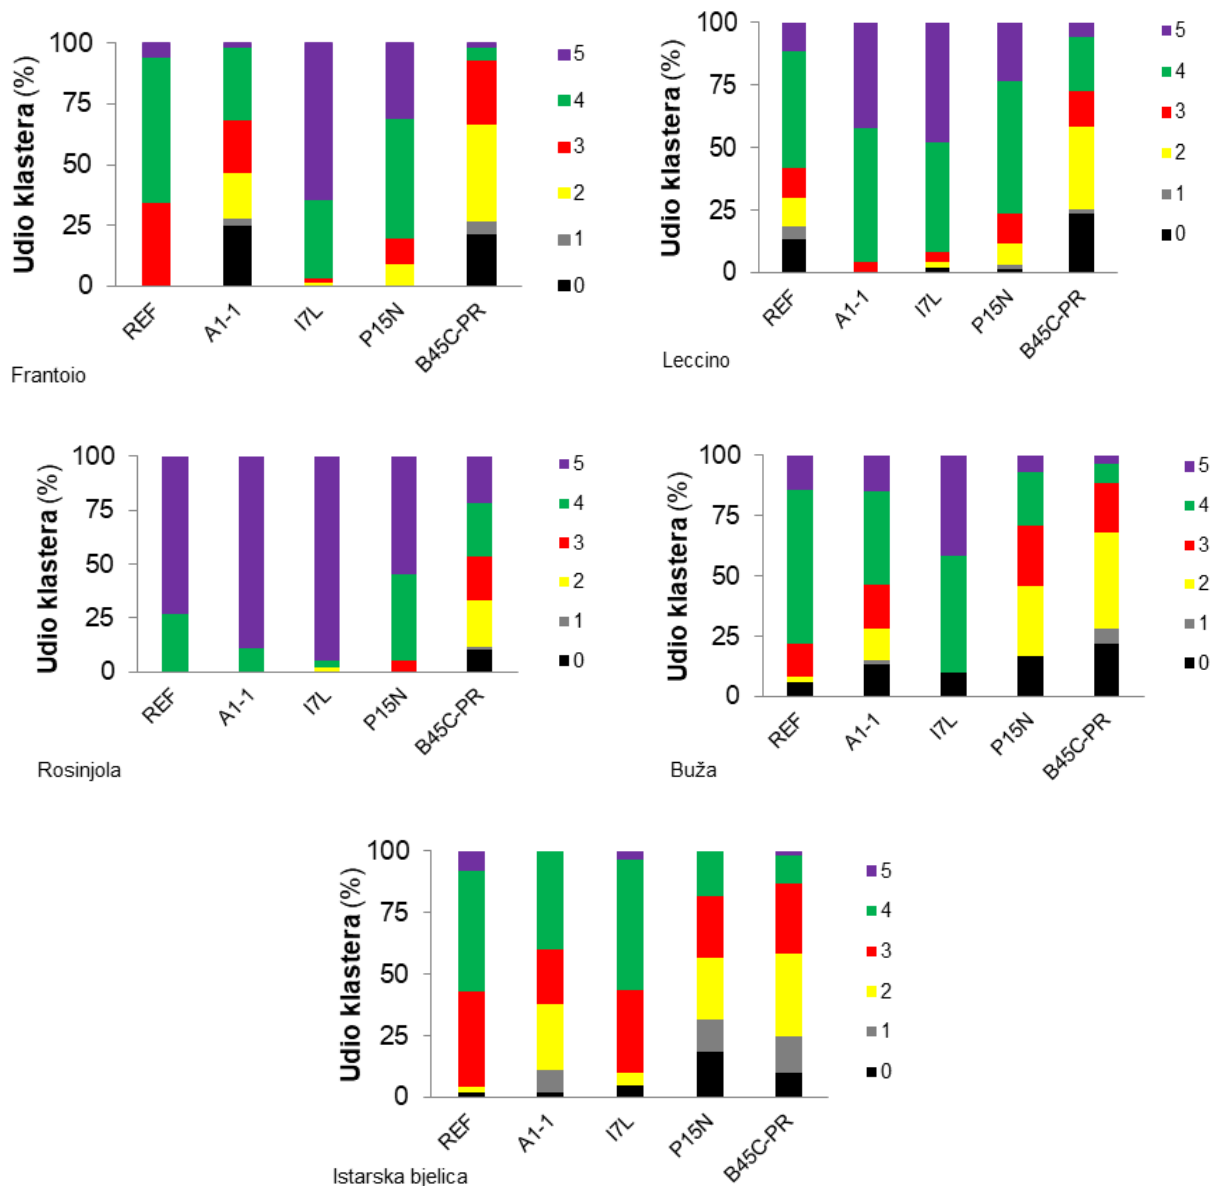 Udio klastera (%)
100
75
50
25
0
REF
A1-1
I7L
P15N
B45C-PR
5
4
3
2
1
0
Frantoio
Udio klastera (%)
100
75
50
25
0
REF
A1-1
I7L
P15N
B45C-PR
5
4
3
2
1
0
Leccino
Udio klastera (%)
100
75
50
25
0
REF
A1-1
I7L
P15N
B45C-PR
5
4
3
2
1
0
Rosinjola
Udio klastera (%)
100
75
50
25
0
REF
A1-1
I7L
P15N
B45C-PR
5
4
3
2
1
0
Buža
Udio klastera (%)
100
75
50
25
0
REF
A1-1
I7L
P15N
B45C-PR
5
4
3
2
1
0
Istarska bjelica